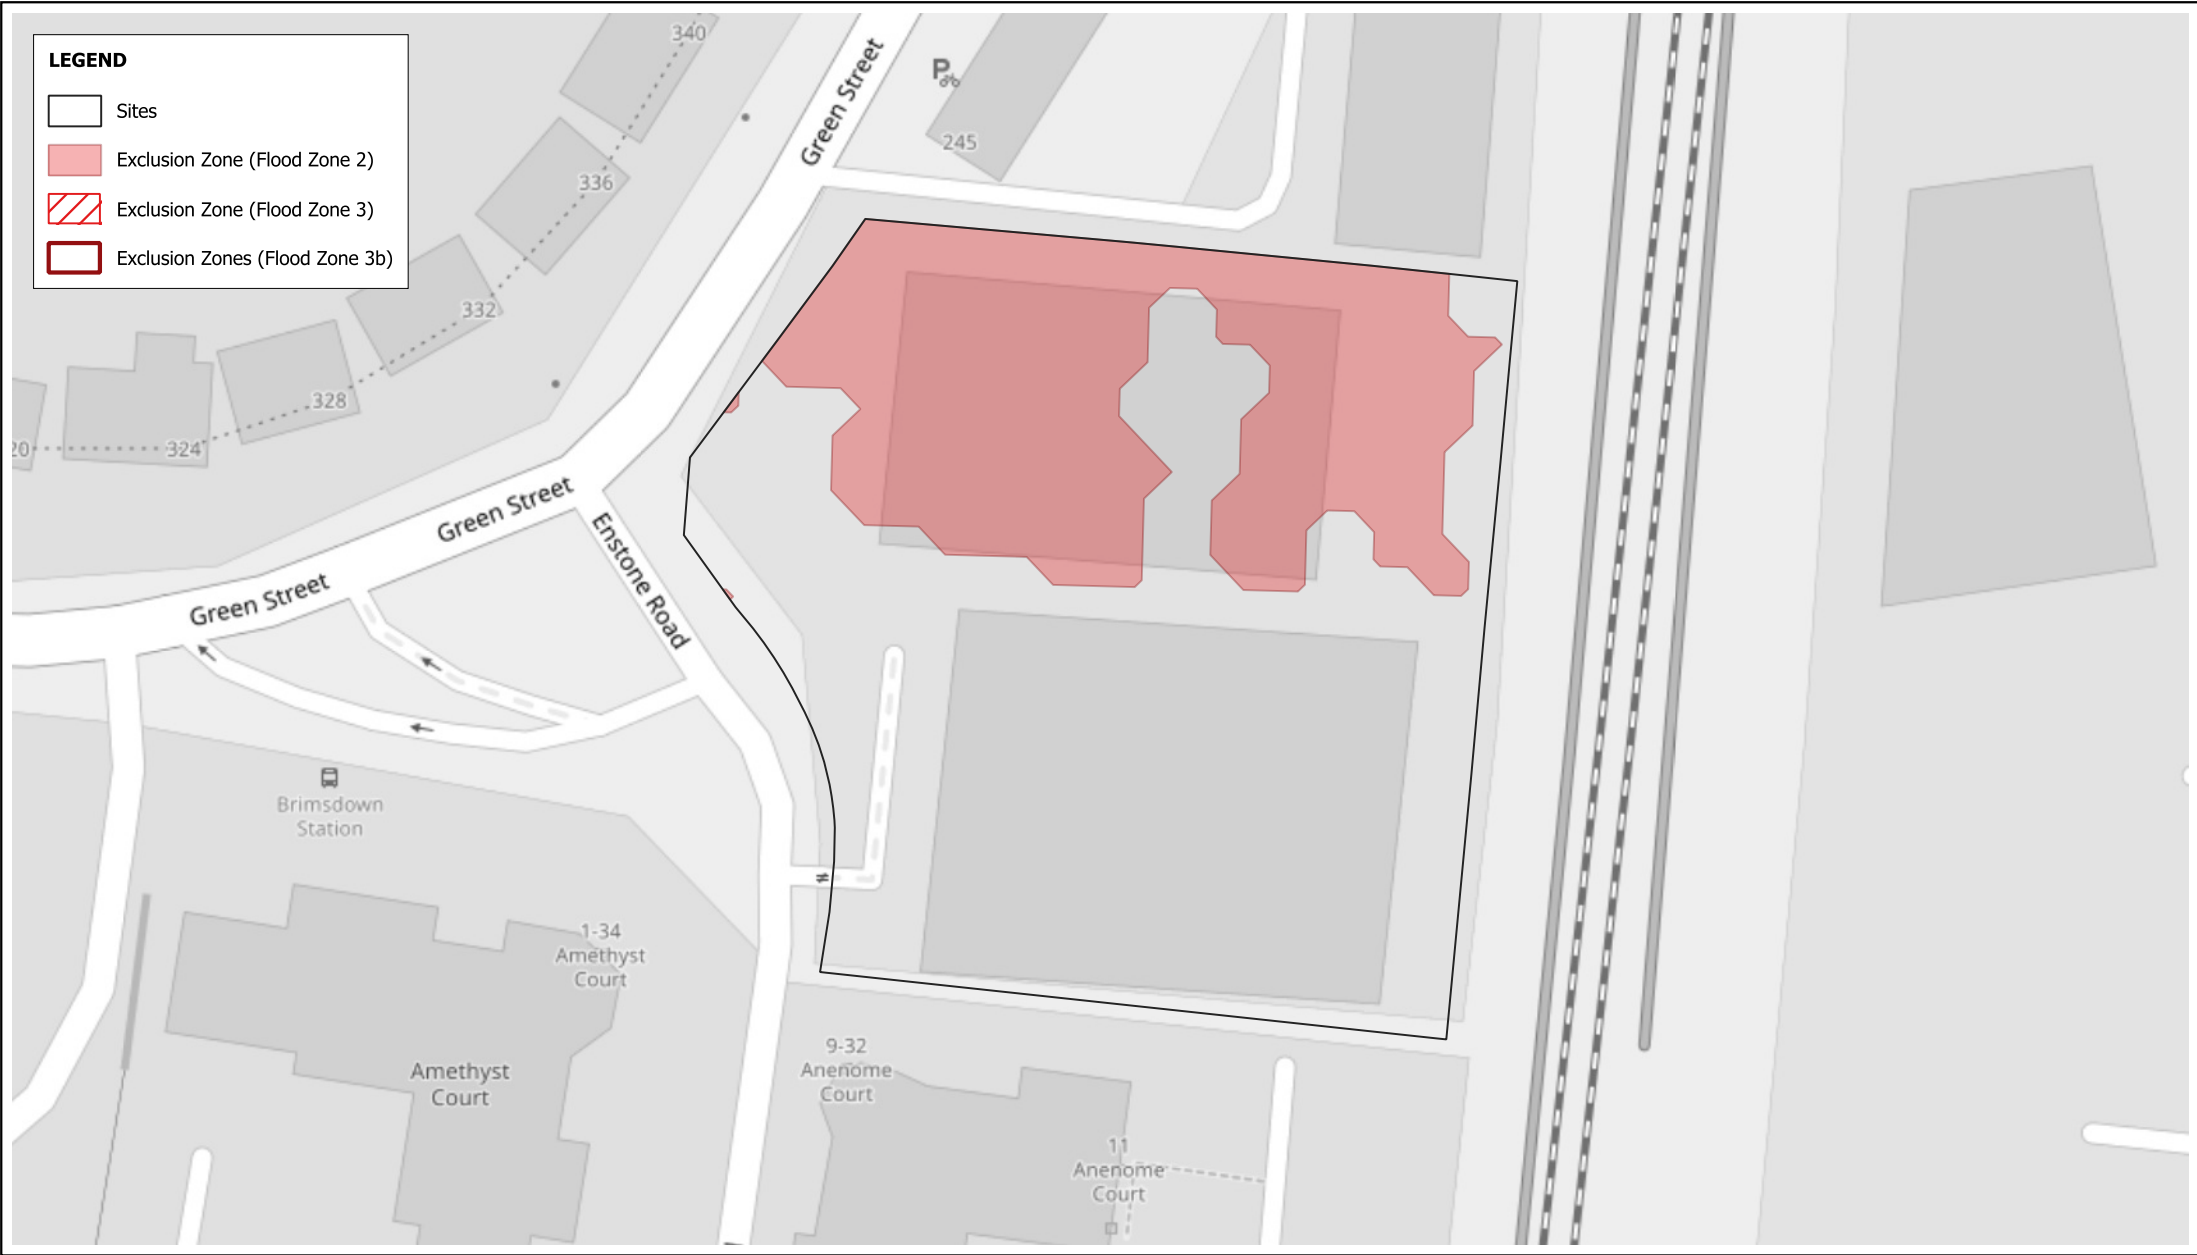 LEGEND
Sites
Exclusion Zone (Flood Zone 2)
Exclusion Zone (Flood Zone 3)
Exclusion Zones (Flood Zone 3b)
340
Green Street
P
245
336
332
328
324
20
Green Street
Green Street
Enstone Road
Brimsdown
Station
1-34
Amethyst
Court
Amethyst
Court
9-32
Anenome
Court
11
Anenome
Court